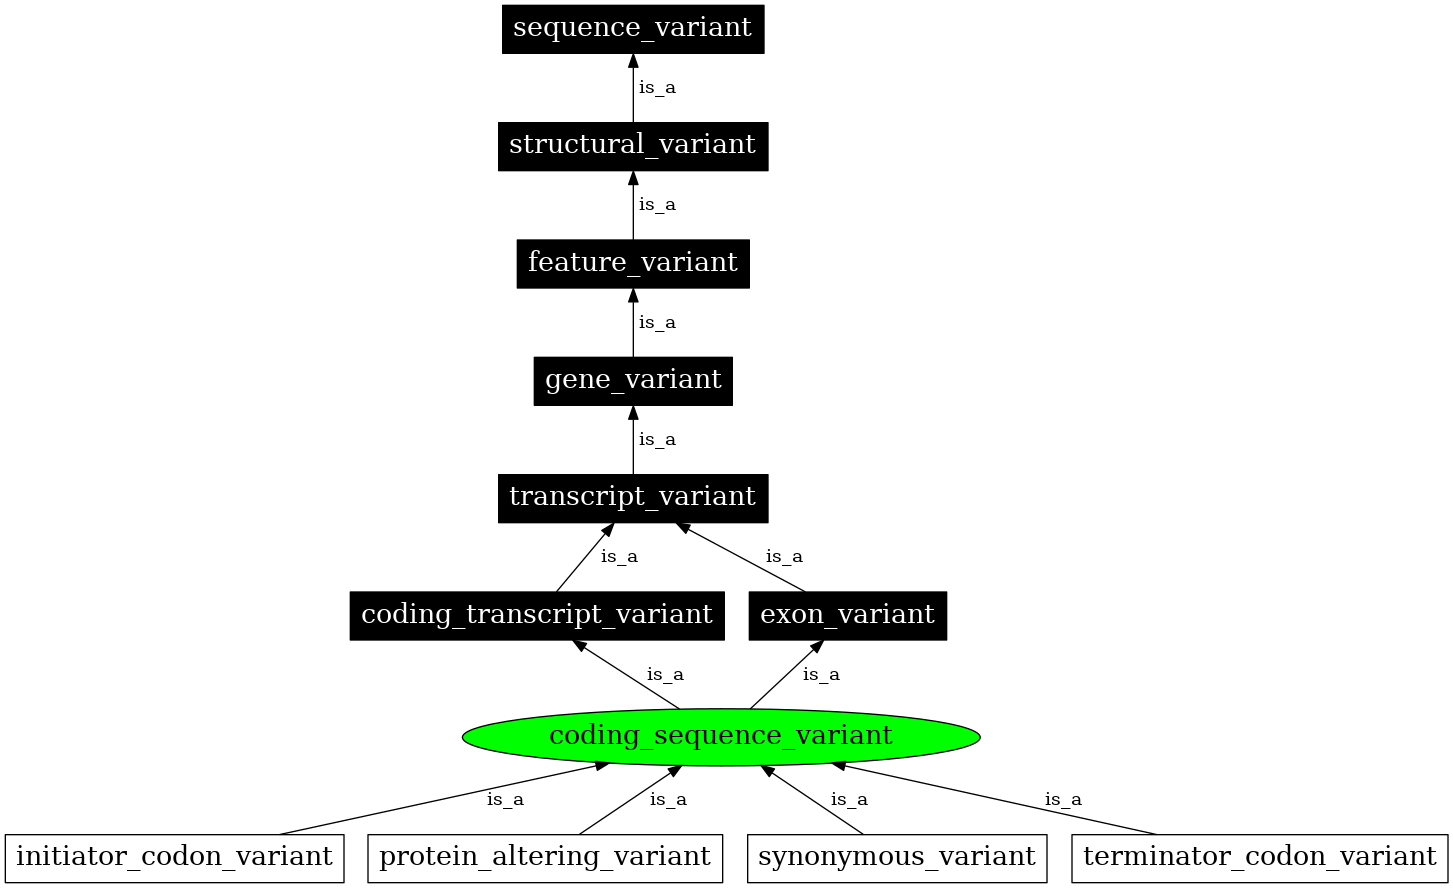 sequence_variant
is_a
structural_variant
is_a
feature_variant
is_a
gene_variant
is_a
transcript_variant
is_a is_a
coding_transcript_variant exon_variant
is_a is_a
coding_sequence_variant
is_a is_a is_a is_a
initiator_codon_variant protein_altering_variant synonymous_variant terminator_codon_variant